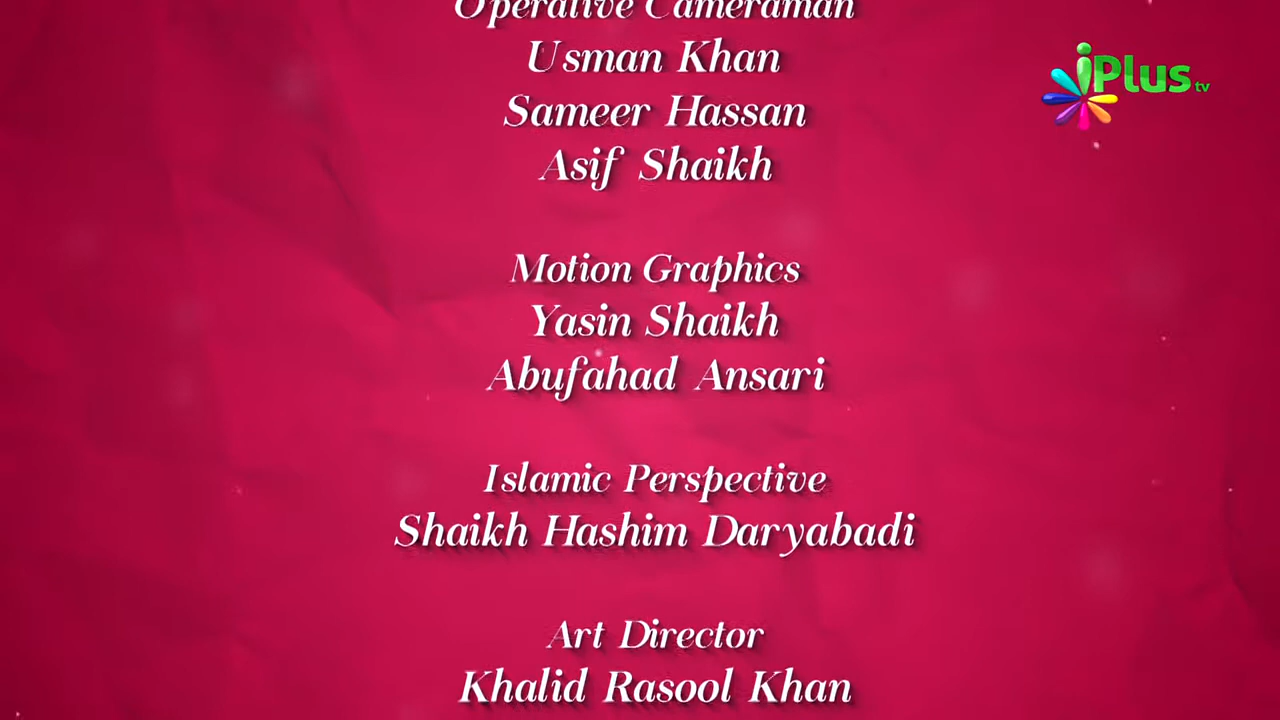 Operative Cameraman
Usman Khan
Sameer Hassan
Asif Shaikh
iPlus tv
Motion Graphics
Yasin Shaikh
Abufahad Ansari
Islamic Perspective
Shaikh Hashim Daryabadi
Art Director
Khalid Rasool Khan